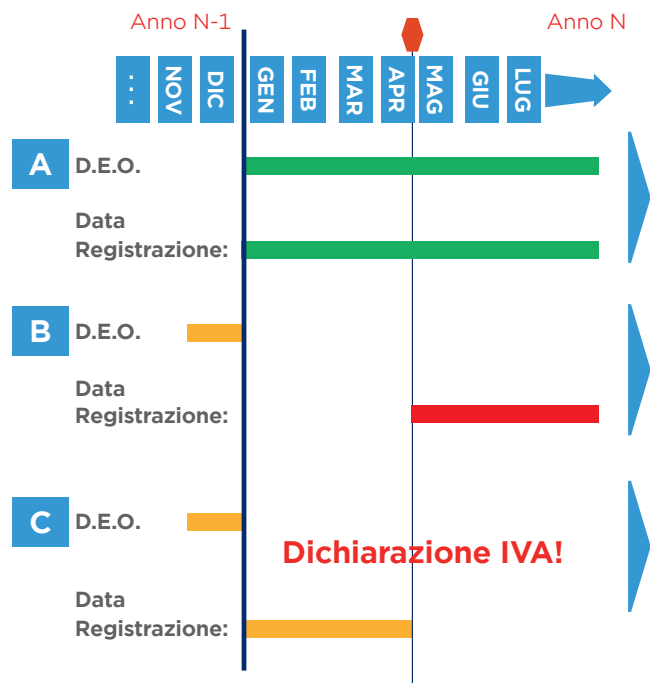 Anno N-1
Anno N
...
NOV
DIC
GEN
FEB
MAR
APR
MAG
GIU
LUG
A
D.E.O.
Data
Registrazione:
B
D.E.O.
Data
Registrazione:
C
D.E.O.
Dichiarazione IVA!
Data
Registrazione: